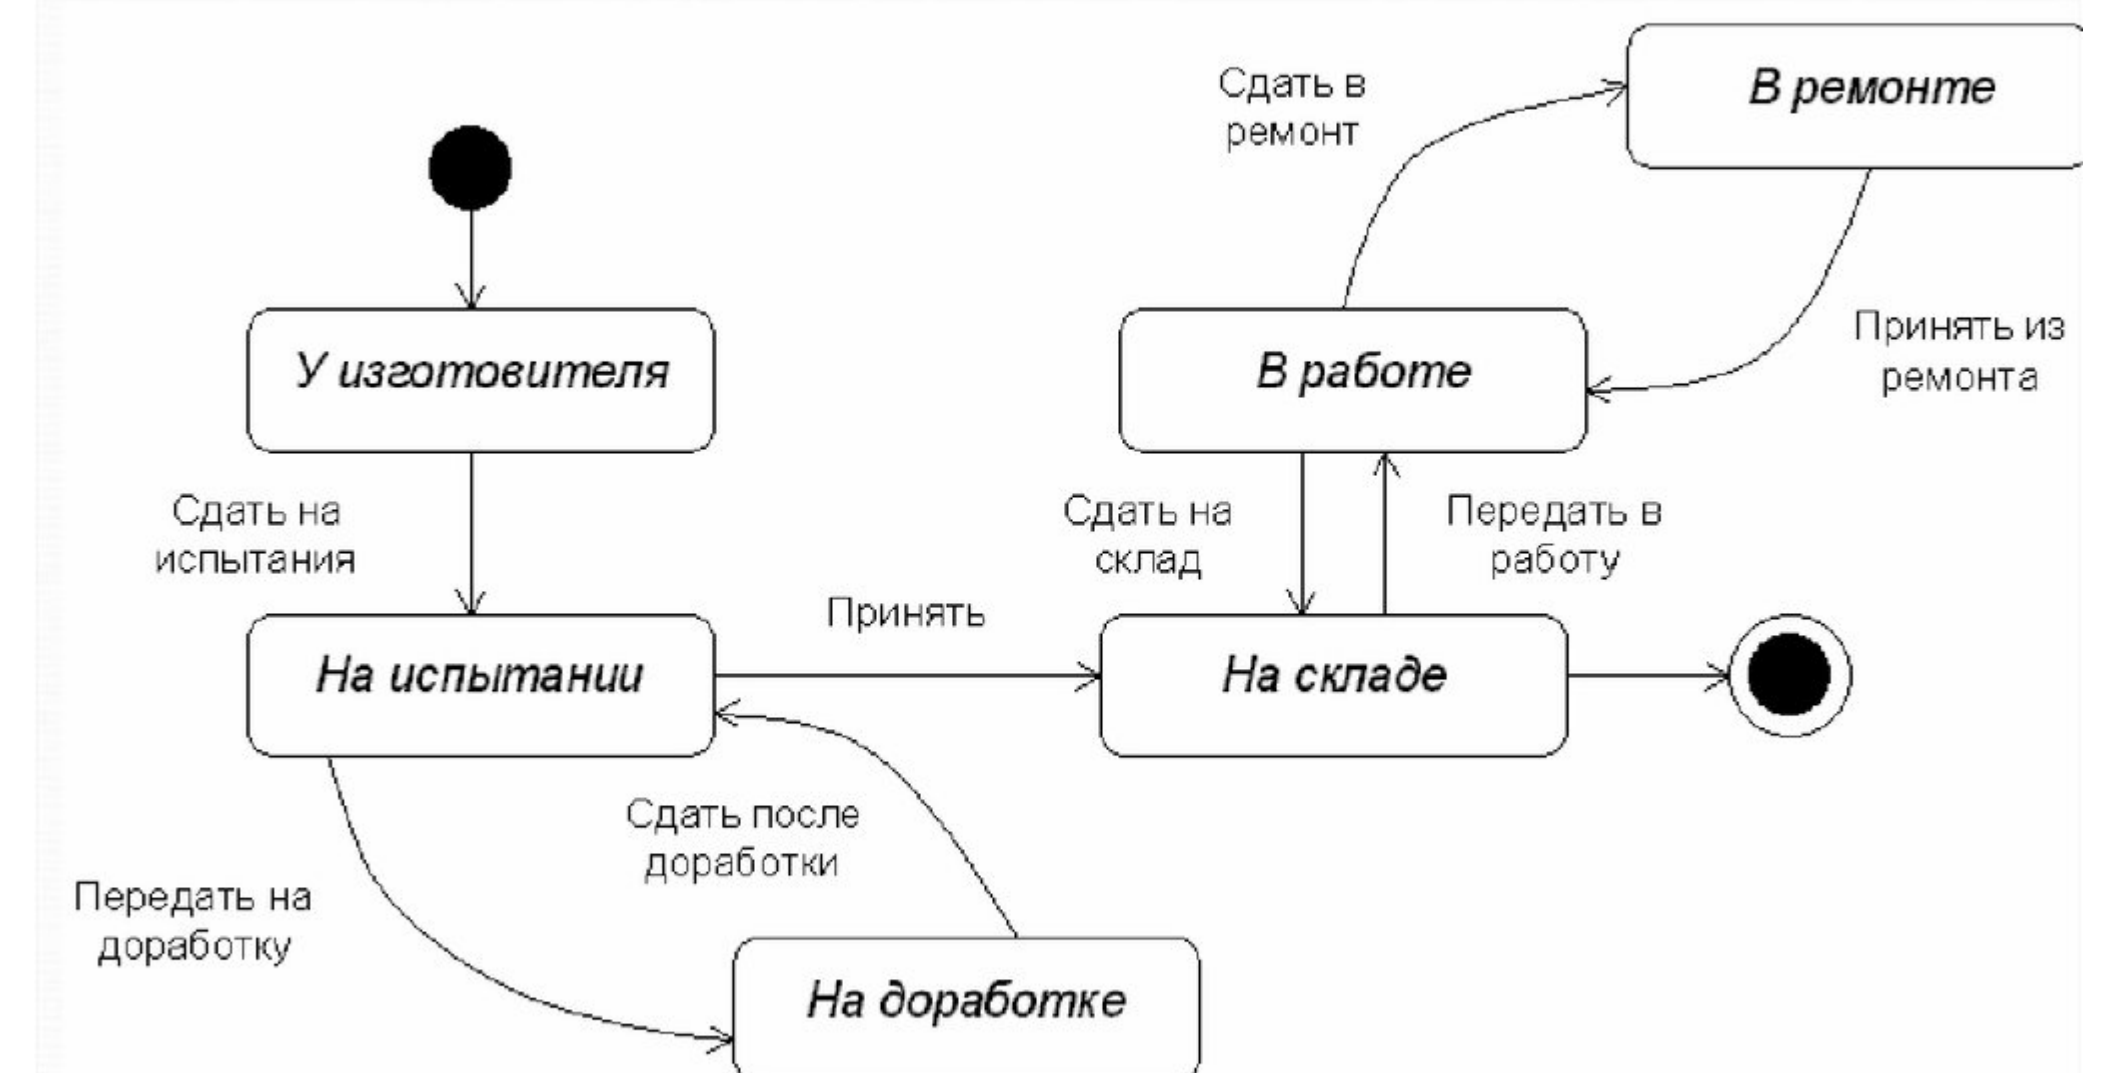 Сдать в
ремонт
В ремонте
У изготовителя
В работе
Принять из
ремонта
Сдать на
испытания
Сдать на
склад
Передать в
работу
Принять
На испытании
На складе
Сдать после
доработки
Передать на
доработку
На доработке